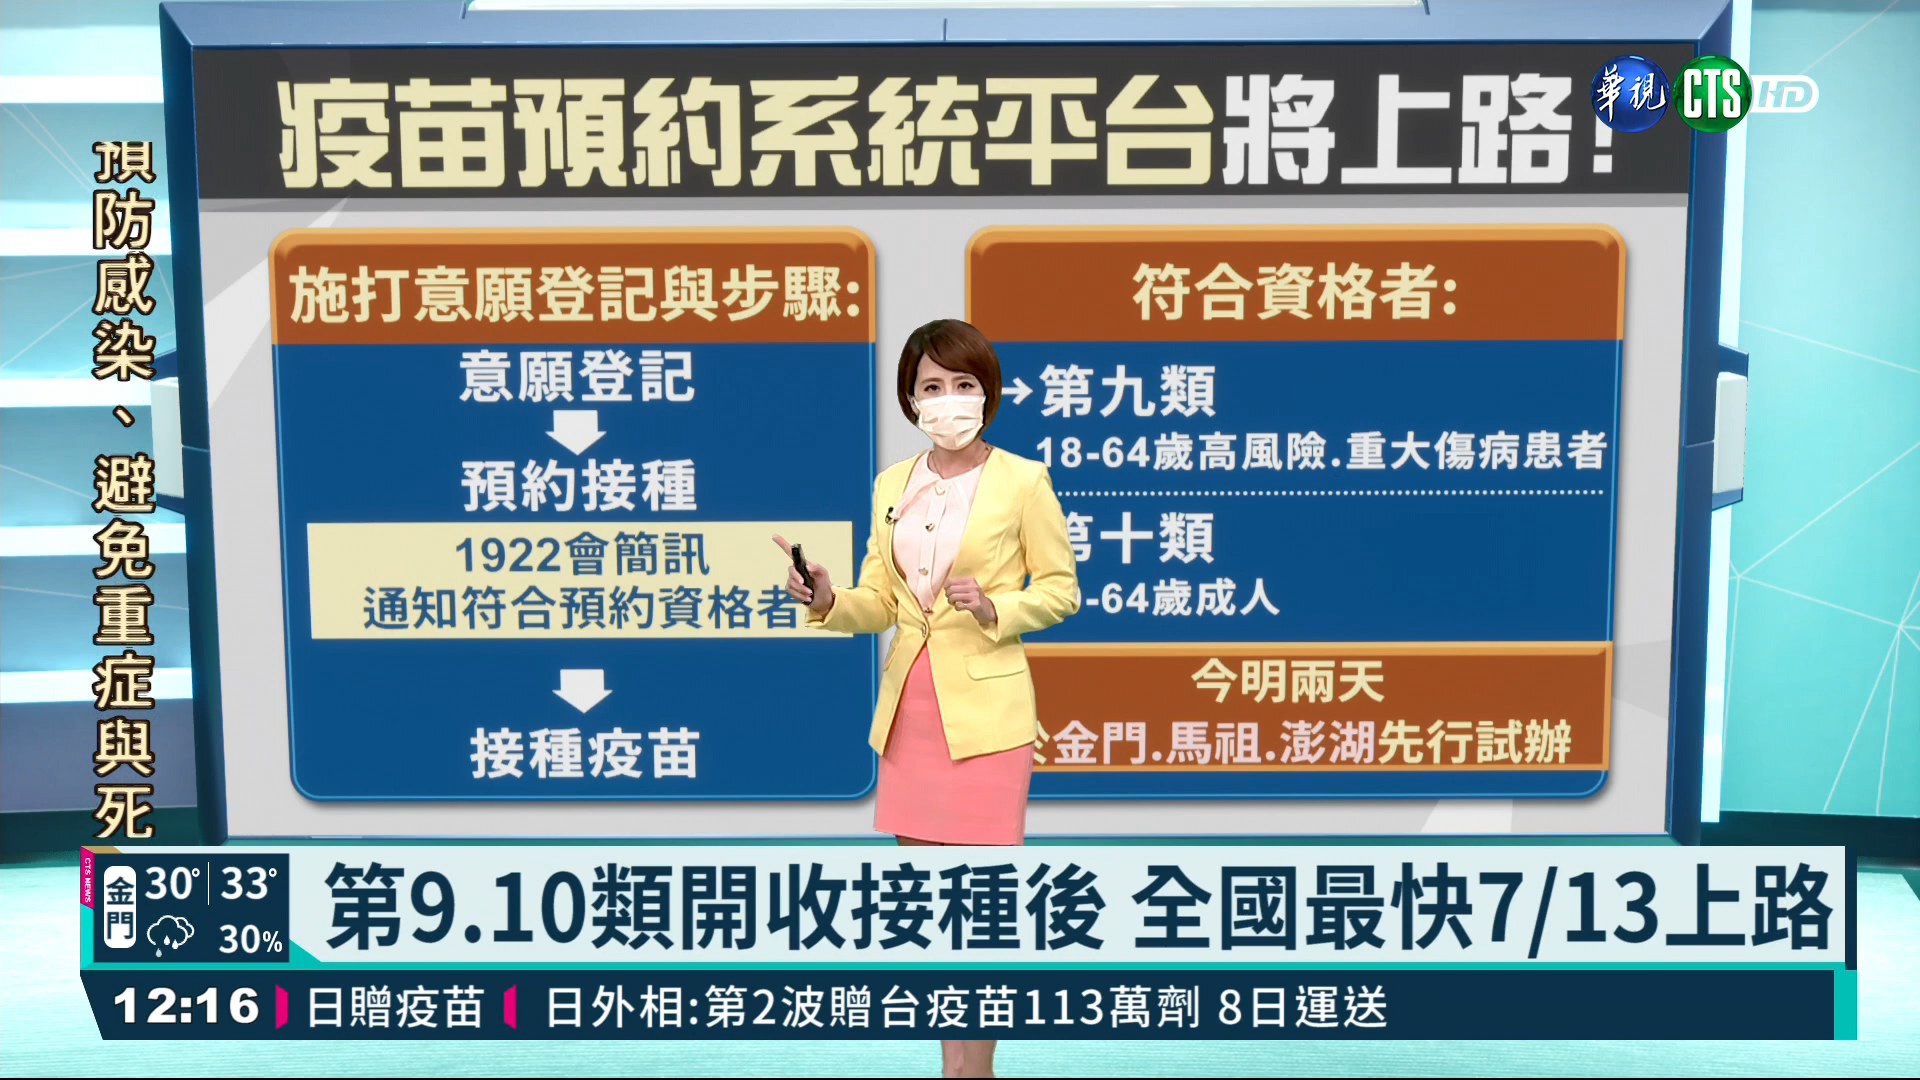 疫苗預約系統平台將上路!
華視 CTS HD
預防感染、避免重症與死
施打意願登記與步驟:
意願登記
預約接種
1922會簡訊
通知符合預約資格者
接種疫苗
符合資格者:
→第九類
18-64歲高風險.重大傷病患者
第十類
-64歲成人
今明兩天
於金門.馬祖.澎湖先行試辦
CTS NEWS
金門
30° 33°
30%
第9.10類開收接種後 全國最快7/13上路
12:16 日贈疫苗 日外相:第2波贈台疫苗113萬劑 8日運送